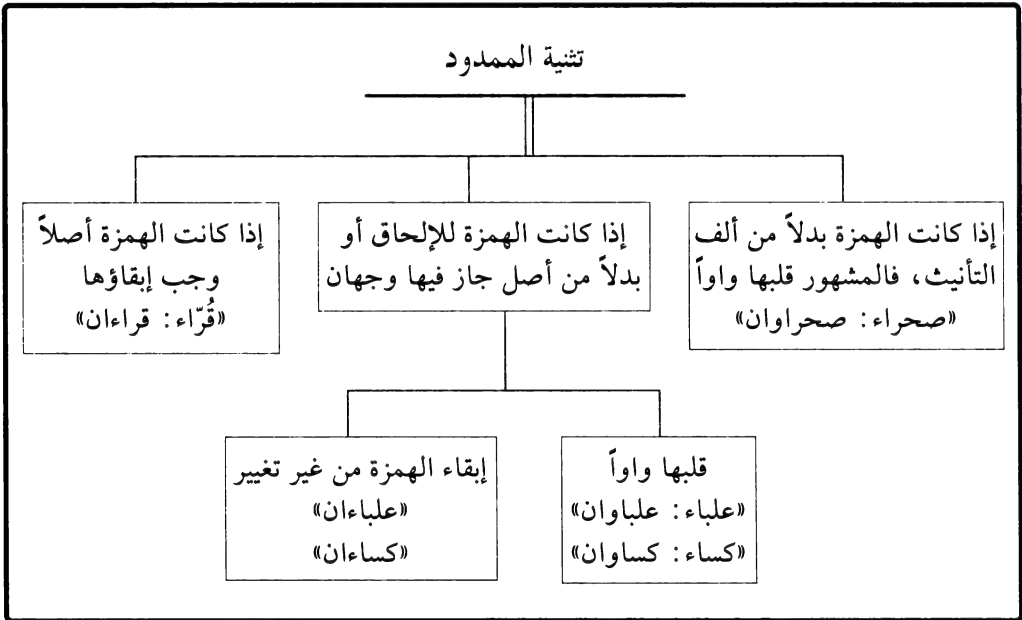 تثنية الممدود
إذا كانت الهمزة بدلاً من ألف
التأنيث، فالمشهور قلبها واواً
«صحراء: صحراوان»
إذا كانت الهمزة للإلحاق أو
بدلاً من أصل جاز فيها وجهان
إذا كانت الهمزة أصلاً
وجب إبقاؤها
«قُرّاء: قراءان»
قلبها واواً
«علباء: علباوان»
«كساء: كساوان»
إبقاء الهمزة من غير تغيير
«علباءان»
«كساءان»